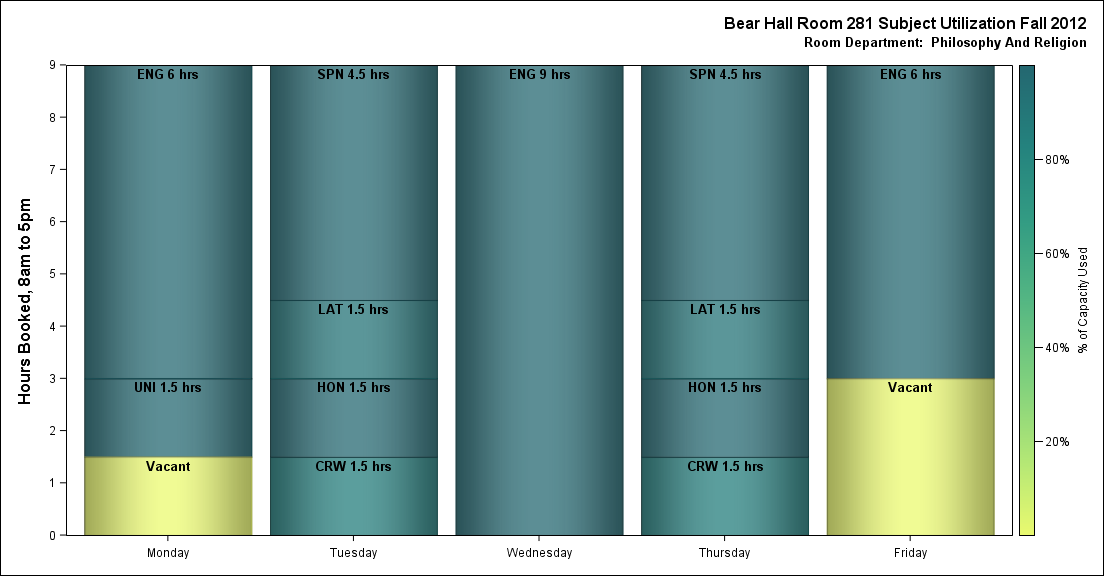 Bear Hall Room 281 Subject Utilization Fall 2012
Room Department:  Philosophy And Religion
Hours Booked, 8am to 5pm
9
8
7
6
5
4
3
2
1
0
ENG 6 hrs
UNI 1.5 hrs
Vacant
SPN 4.5 hrs
LAT 1.5 hrs
HON 1.5 hrs
CRW 1.5 hrs
ENG 9 hrs
SPN 4.5 hrs
LAT 1.5 hrs
HON 1.5 hrs
CRW 1.5 hrs
ENG 6 hrs
Vacant
Monday
Tuesday
Wednesday
Thursday
Friday
80%
60%
40%
20%
% of Capacity Used